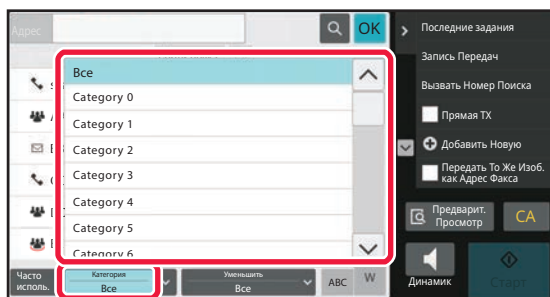 Адрес
OK
Все
Category 0
Category 1
Category 2
Category 3
Category 4
Category 5
Category 6
Часто
исполь.
Категория
Все
Уменьшить
Все
ABC
W
Последние задания
Запись Передач
Вызвать Номер Поиска
Прямая TX
Добавить Новую
Передать То Же Изоб.
как Адрес Факса
Предварит.
Просмотр
CA
Динамик
Старт